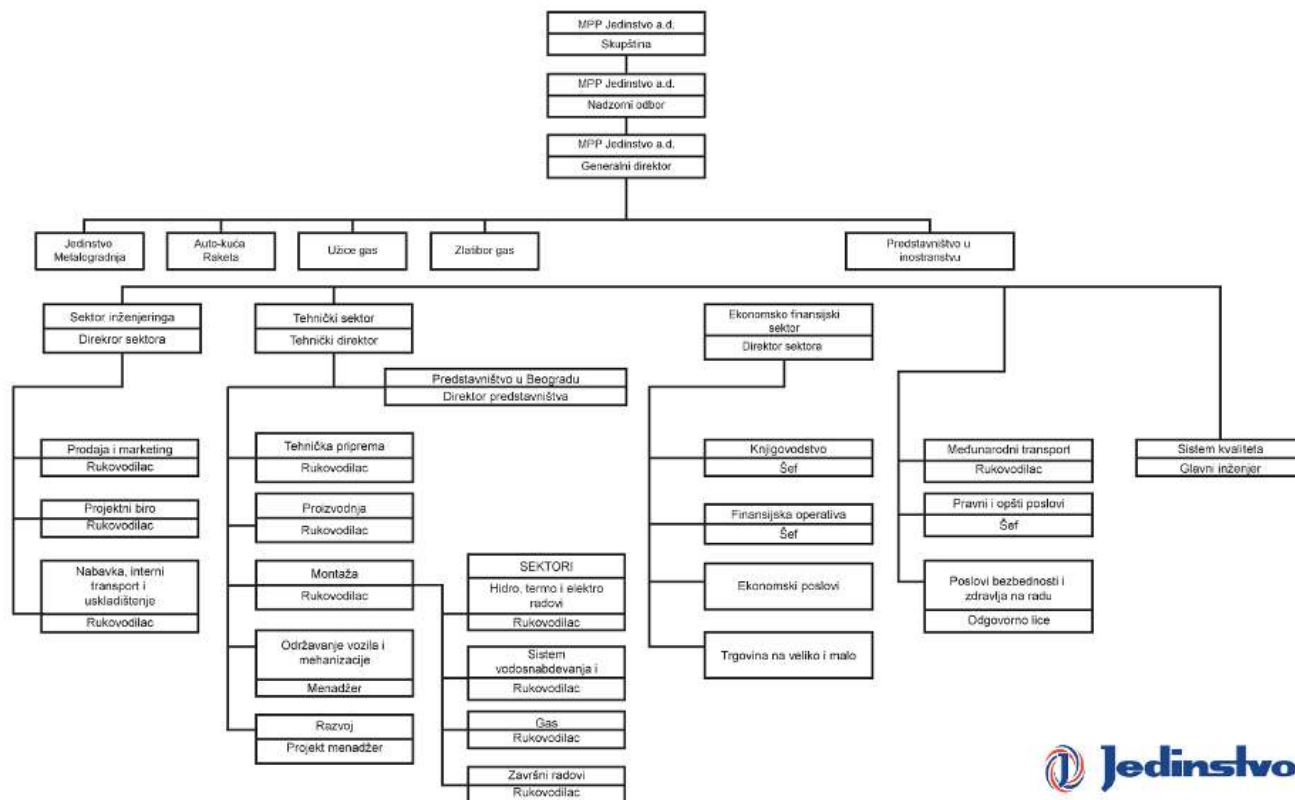 MPP Jedinstvo a.d.
Skupština
MPP Jedinstvo a.d.
Nadzorni odbor
MPP Jedinstvo a.d.
Generalni direktor
Jedinstvo
Metalogradnja
Auto-kuća
Raketa
Užice gas
Zlatibor gas
Predstavništvo u
inostranstvu
Sektor inženjeringa
Direkror sektora
Tehnički sektor
Tehnički direktor
Ekonomsko finansijski
sektor
Direktor sektora
Predstavništvo u Beogradu
Direktor predstavništva
Prodaja i marketing
Rukovodilac
Projektni biro
Rukovodilac
Nabavka, interni
transport i
uskladištenje
Rukovodilac
Tehnička priprema
Rukovodilac
Proizvodnja
Rukovodilac
Montaža
Rukovodilac
Održavanje vozila i
mehanizacije
Menadžer
Razvoj
Projekt menadžer
SEKTORI
Hidro, termo i elektro
radovi
Rukovodilac
Sistem
vodosnabdevanja i
Rukovodilac
Gas
Rukovodilac
Završni radovi
Rukovodilac
Knjigovodstvo
Šef
Finansijska operativa
Šef
Ekonomski poslovi
Trgovina na veliko i malo
Međunarodni transport
Rukovodilac
Pravni i opšti poslovi
Šef
Poslovi bezbednosti i
zdravlja na radu
Odgovorno lice
Sistem kvaliteta
Glavni inženjer
Jedinstvo